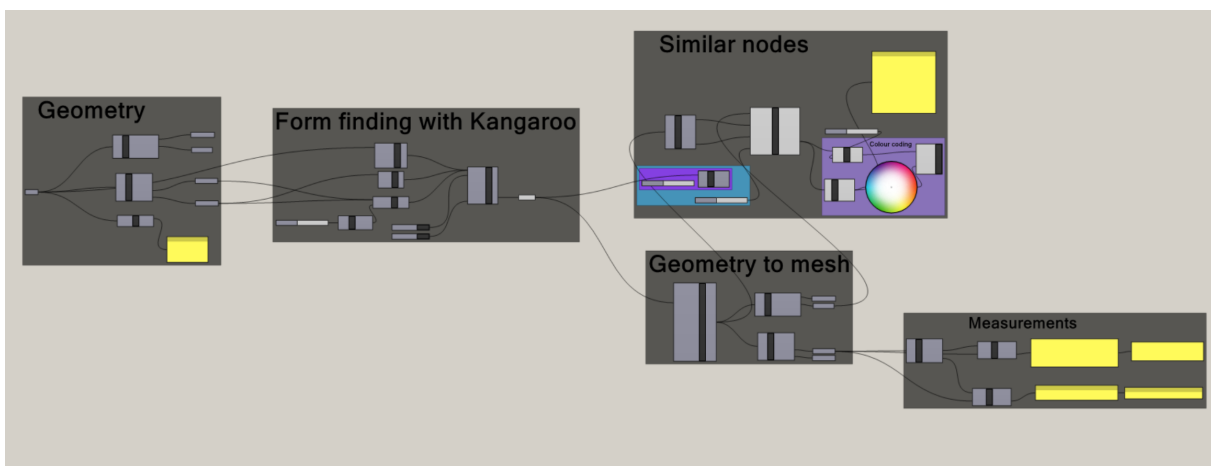 Geometry
Form finding with Kangaroo
Similar nodes
Colour coding
Geometry to mesh
Measurements